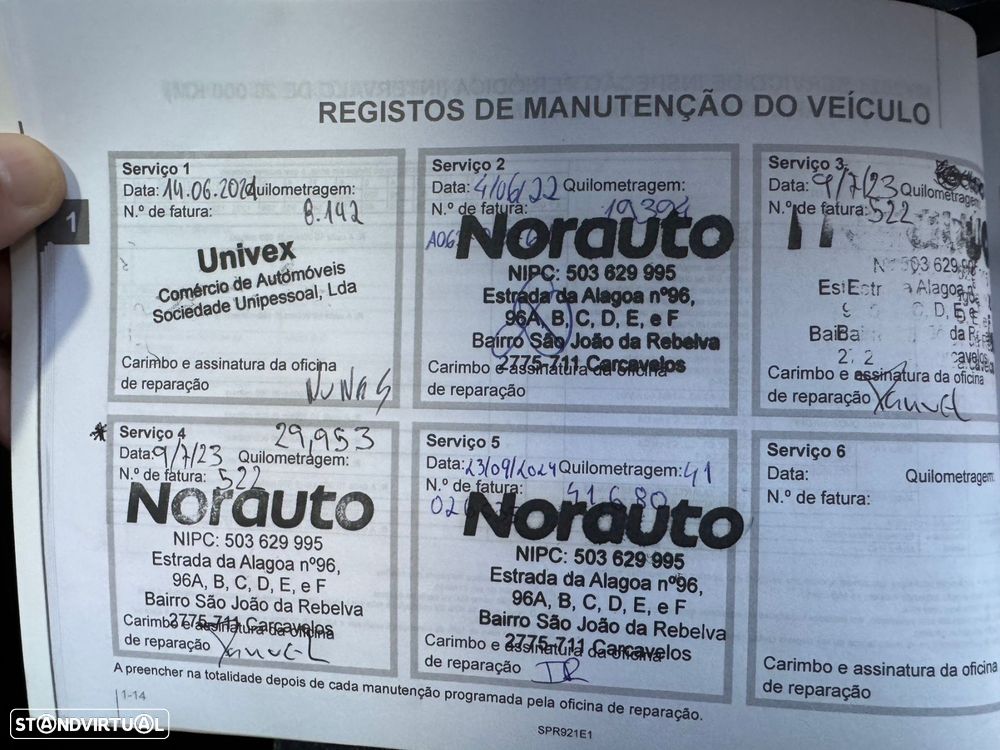 REGISTOS DE MANUTENÇÃO DO VEÍCULO
1
Serviço 1
Data: 14.06.2021 Quilometragem:
N.º de fatura: 8.142
Univex
Comércio de Automóveis
Sociedade Unipessoal, Lda
Carimbo e assinatura da oficina
de reparação
Serviço 2
Data: 4/06/22 Quilometragem:
N.º de fatura: 19394
Norauto
NIPC: 503 629 995
Estrada da Alagoa nº96,
96A, B, C, D, E, e F
Bairro São João da Rebelva
2775-711 Carcavelos
Carimbo e assinatura da oficina
de reparação
Serviço 3
Data: 9/7/23 Quilometragem
N.º de fatura: 522
Carimbo e assinatura da oficina
de reparação
Serviço 4 29,953
Data: 9/7/23 Quilometragem:
N.º de fatura: 522
Norauto
NIPC: 503 629 995
Estrada da Alagoa nº96,
96A, B, C, D, E, e F
Bairro São João da Rebelva
2775-711 Carcavelos
Carimbo e assinatura da oficina
de reparação
Serviço 5
Data: 23/09/2024 Quilometragem: 41
N.º de fatura: 41680
Norauto
NIPC: 503 629 995
Estrada da Alagoa nº96,
96A, B, C, D, E, e F
Bairro São João da Rebelva
2775-711 Carcavelos
Carimbo e assinatura da oficina
de reparação
Serviço 6
Data: Quilometragem:
N.º de fatura:
Carimbo e assinatura da oficina
de reparação
A preencher na totalidade depois de cada manutenção programada pela oficina de reparação.
1-14
SPR921E1
STANDVIRTUAL